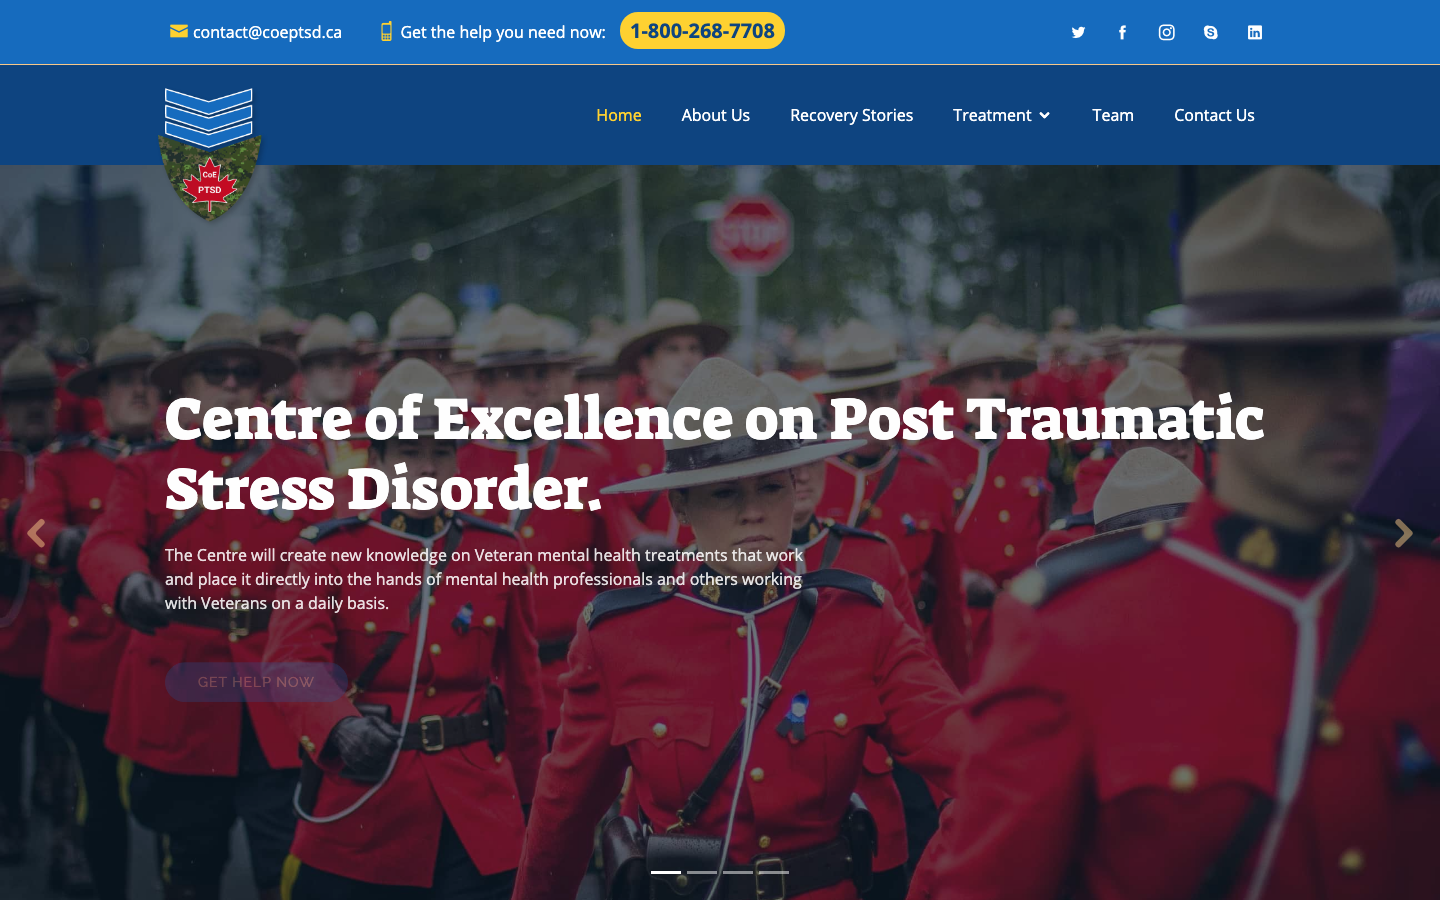 contact@coeptsd.ca
Get the help you need now:
1-800-268-7708
CoE
PTSD
Home
About Us
Recovery Stories
Treatment
Team
Contact Us
STOP
Centre of Excellence on Post Traumatic
Stress Disorder.
The Centre will create new knowledge on Veteran mental health treatments that work
and place it directly into the hands of mental health professionals and others working
with Veterans on a daily basis.
GET HELP NOW